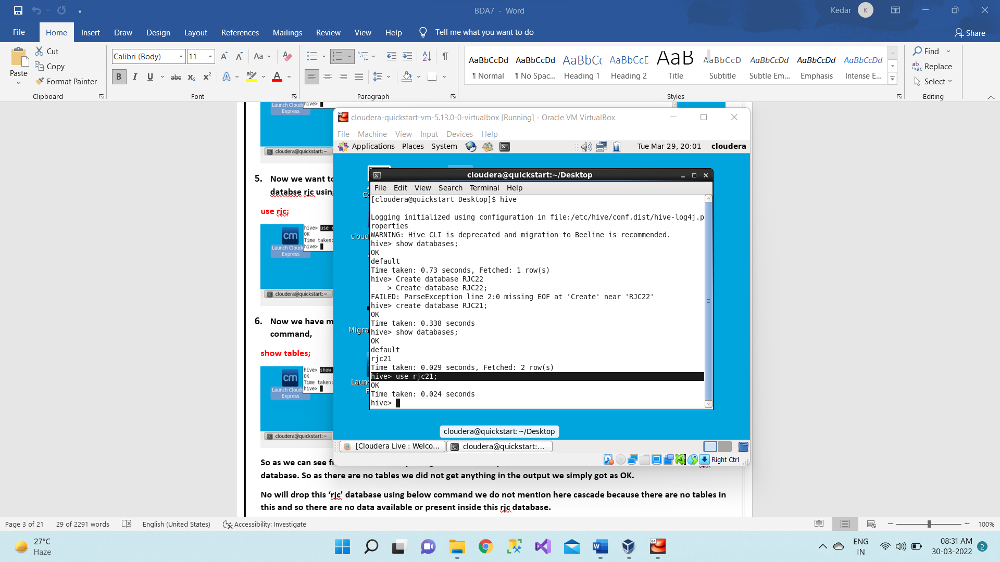 BDA7 - Word
Kedar
K
File Home Insert Draw Design Layout References Mailings Review View Help Tell me what you want to do
Share
Paste
Cut
Copy
Format Painter
Clipboard
Calibri (Body) 11
Font
Paragraph
AaBbCcDd AaBbCcDd AaBbCc AaBbCcD AaB AaBbCcD AaBbCcDd AaBbCcDd AaBbCcDd
¶ Normal ¶ No Spac... Heading 1 Heading 2 Title Subtitle Subtle Em... Emphasis Intense E...
Styles
Find
Replace
Select
Editing
Launch Cloude
Express
hive>
cloudera@quickstart:~
5. Now we want to
databse rjc using
use rjc;
hive> use r
OK
Time taken:
hive>
cm
Launch Cloude
Express
cloudera@quickstart:~
6. Now we have m
command,
show tables;
hive> show
OK
Time taken:
hive>
cm
Launch Cloude
Express
cloudera@quickstart:~
cloudera-quickstart-vm-5.13.0-0-virtualbox [Running] - Oracle VM VirtualBox
File Machine View Input Devices Help
Applications Places System
Tue Mar 29, 20:01 cloudera
cloudera@quickstart:~/Desktop
File Edit View Search Terminal Help
[cloudera@quickstart Desktop]$ hive
Logging initialized using configuration in file:/etc/hive/conf.dist/hive-log4j.p
roperties
WARNING: Hive CLI is deprecated and migration to Beeline is recommended.
hive> show databases;
OK
default
Time taken: 0.73 seconds, Fetched: 1 row(s)
hive> Create database RJC22
> Create database RJC22;
FAILED: ParseException line 2:0 missing EOF at 'Create' near 'RJC22'
hive> create database RJC21;
OK
Time taken: 0.338 seconds
hive> show databases;
OK
default
rjc21
Time taken: 0.029 seconds, Fetched: 2 row(s)
hive> use rjc21;
OK
Time taken: 0.024 seconds
hive>
cloud
Migra
Laun
cloudera@quickstart:~/Desktop
[Cloudera Live : Welco... cloudera@quickstart:...
Right Ctrl
So as we can see f
database. So as there are no tables we did not get anything in the output we simply got as OK.
No will drop this ‘rjc’ database using below command we do not mention here cascade because there are no tables in
this and so there are no data available or present inside this rjc database.
Page 3 of 21 29 of 2291 words English (United States) Accessibility: Investigate 100%
27°C
Haze
ENG
IN
08:31 AM
30-03-2022
2